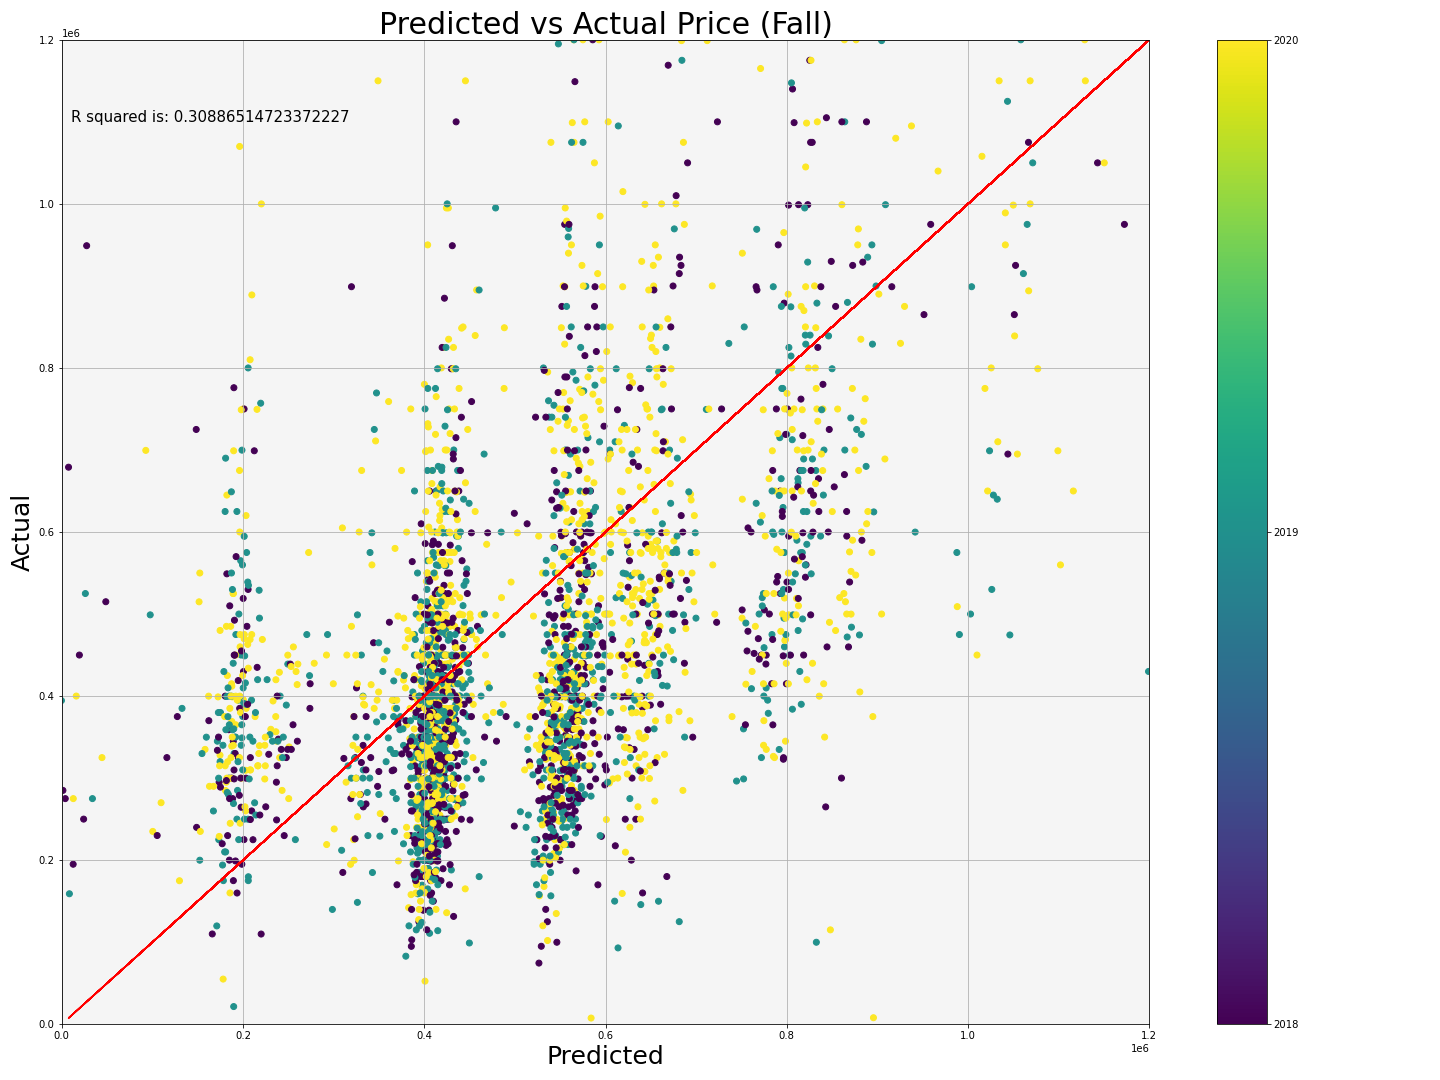 Predicted vs Actual Price (Fall)
1e6
1.2
1.0
0.8
0.6
0.4
0.2
0.0
Actual
R squared is: 0.30886514723372227
0.0 0.2 0.4 0.6 0.8 1.0 1.2
1e6
Predicted
2020
2019
2018